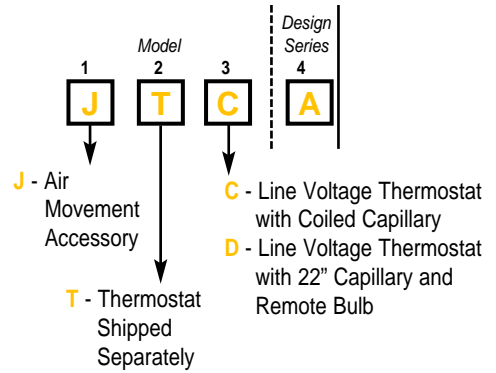 Design
Model Series
1 2 3 4
J T C A
J - Air
Movement
Accessory
C - Line Voltage Thermostat
with Coiled Capillary
D - Line Voltage Thermostat
with 22” Capillary and
Remote Bulb
T - Thermostat
Shipped
Separately